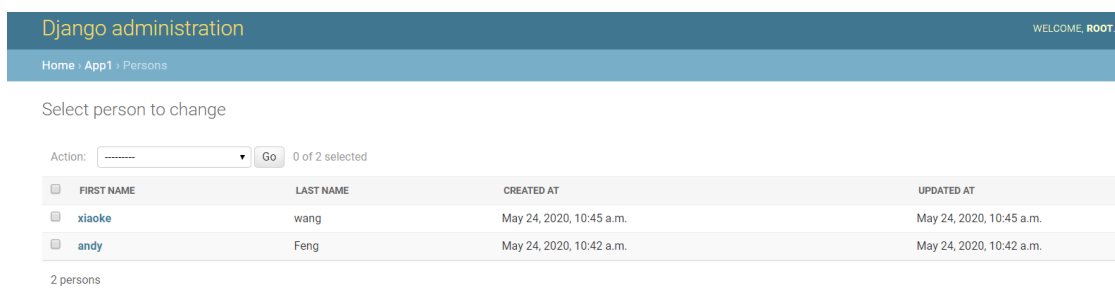 Django administration WELCOME, ROOT.
Home › App1 › Persons
Select person to change
Action: --------- Go 0 of 2 selected
FIRST NAME LAST NAME CREATED AT UPDATED AT
xiaoke wang May 24, 2020, 10:45 a.m. May 24, 2020, 10:45 a.m.
andy Feng May 24, 2020, 10:42 a.m. May 24, 2020, 10:42 a.m.
2 persons